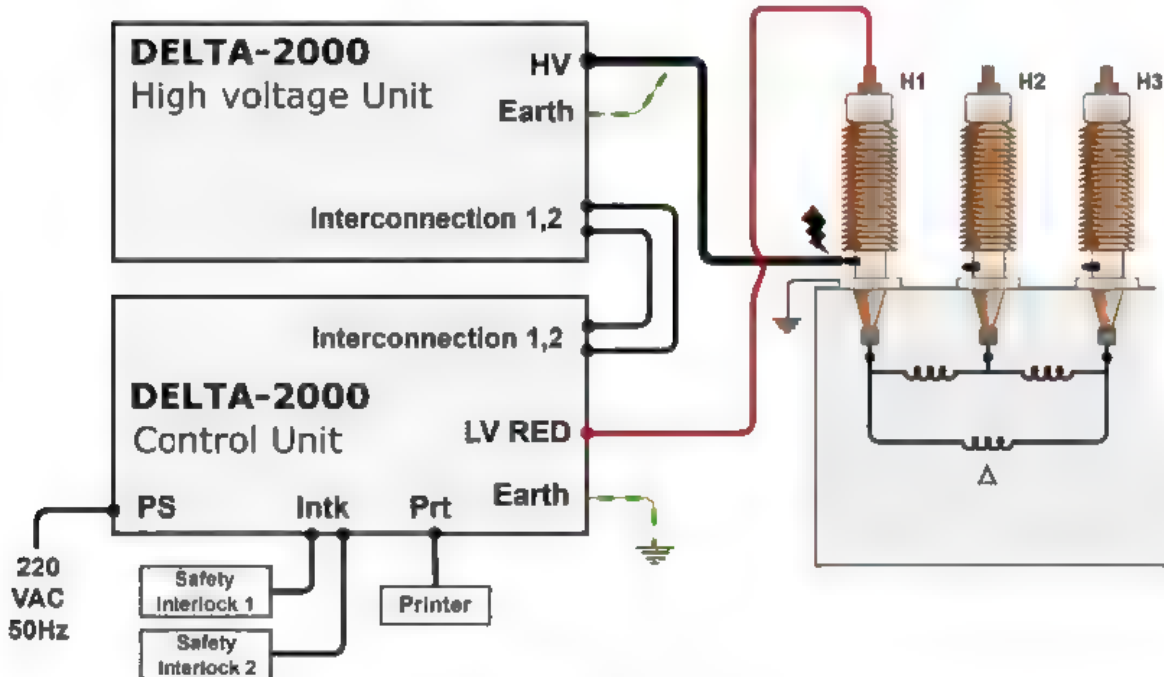 DELTA-2000
High voltage Unit
HV
Earth
Interconnection 1,2
H1
H2
H3
Interconnection 1,2
DELTA-2000
Control Unit
LV RED
Earth
PS
Intk
Prt
220
VAC
50Hz
Safety
Interlock 1
Safety
Interlock 2
Printer
Δ